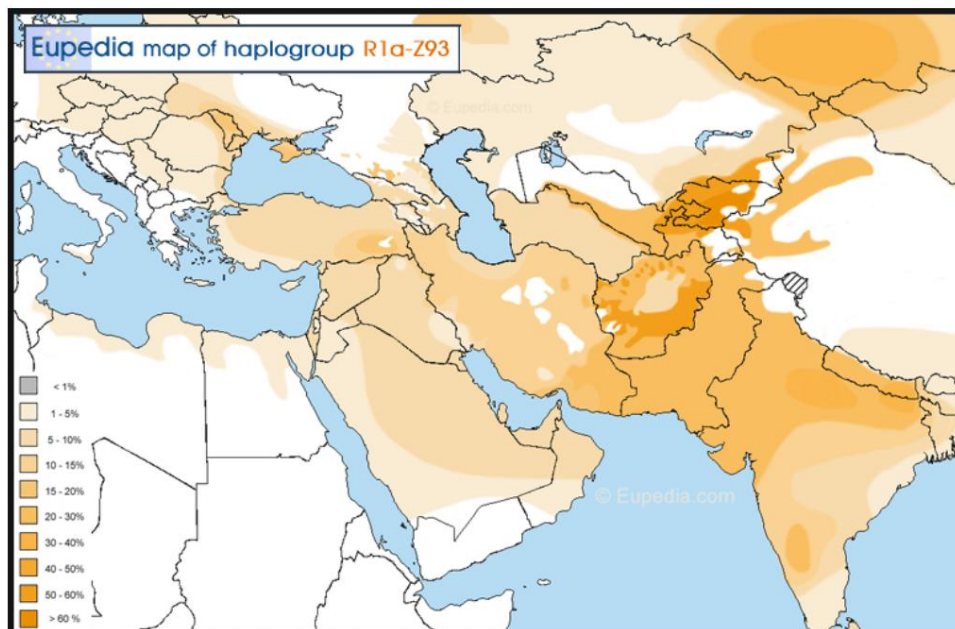 Eupedia map of haplogroup R1a-Z93
© Eupedia.com
© Eupedia.com
< 1%
1 - 5%
5 - 10%
10 - 15%
15 - 20%
20 - 30%
30 - 40%
40 - 50%
50 - 60%
> 60 %